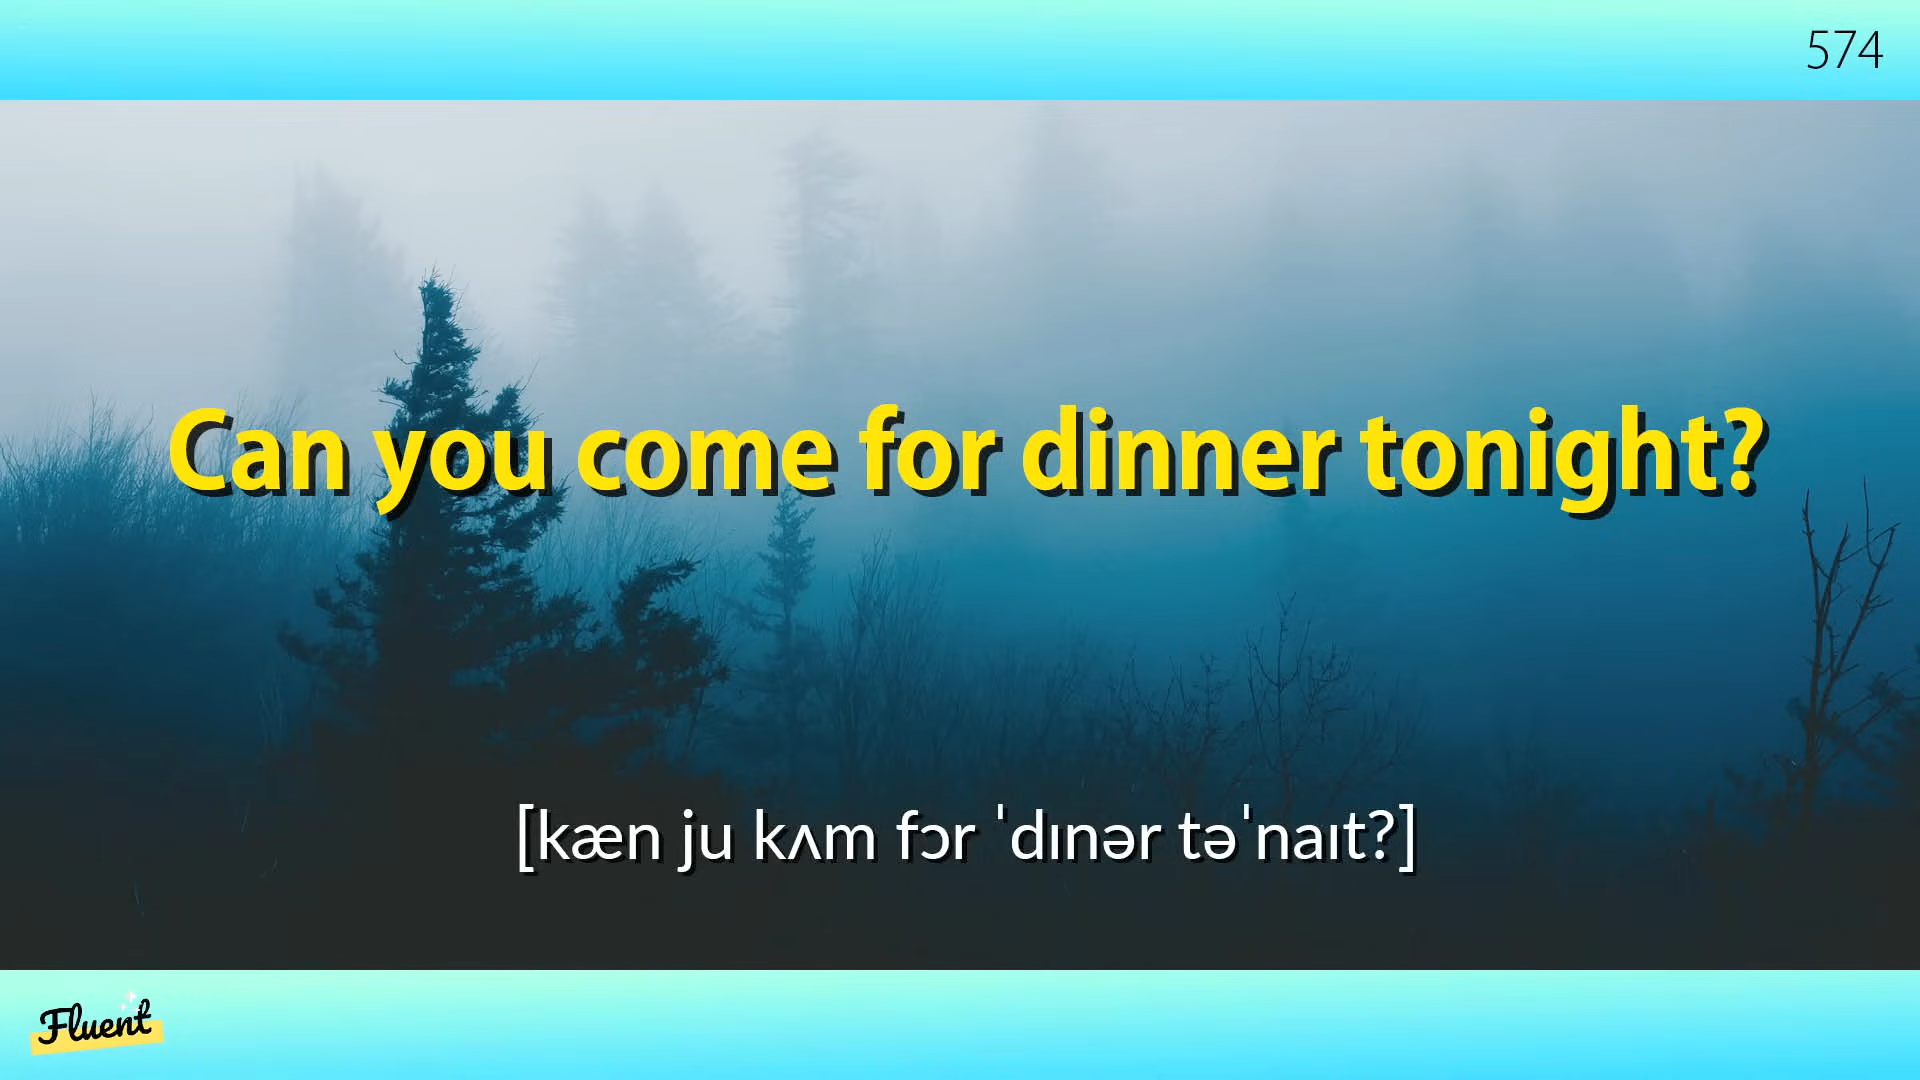 574
Can you come for dinner tonight?
[kæn ju kʌm fɔr ˈdɪnər təˈnaɪt?]
Fluent